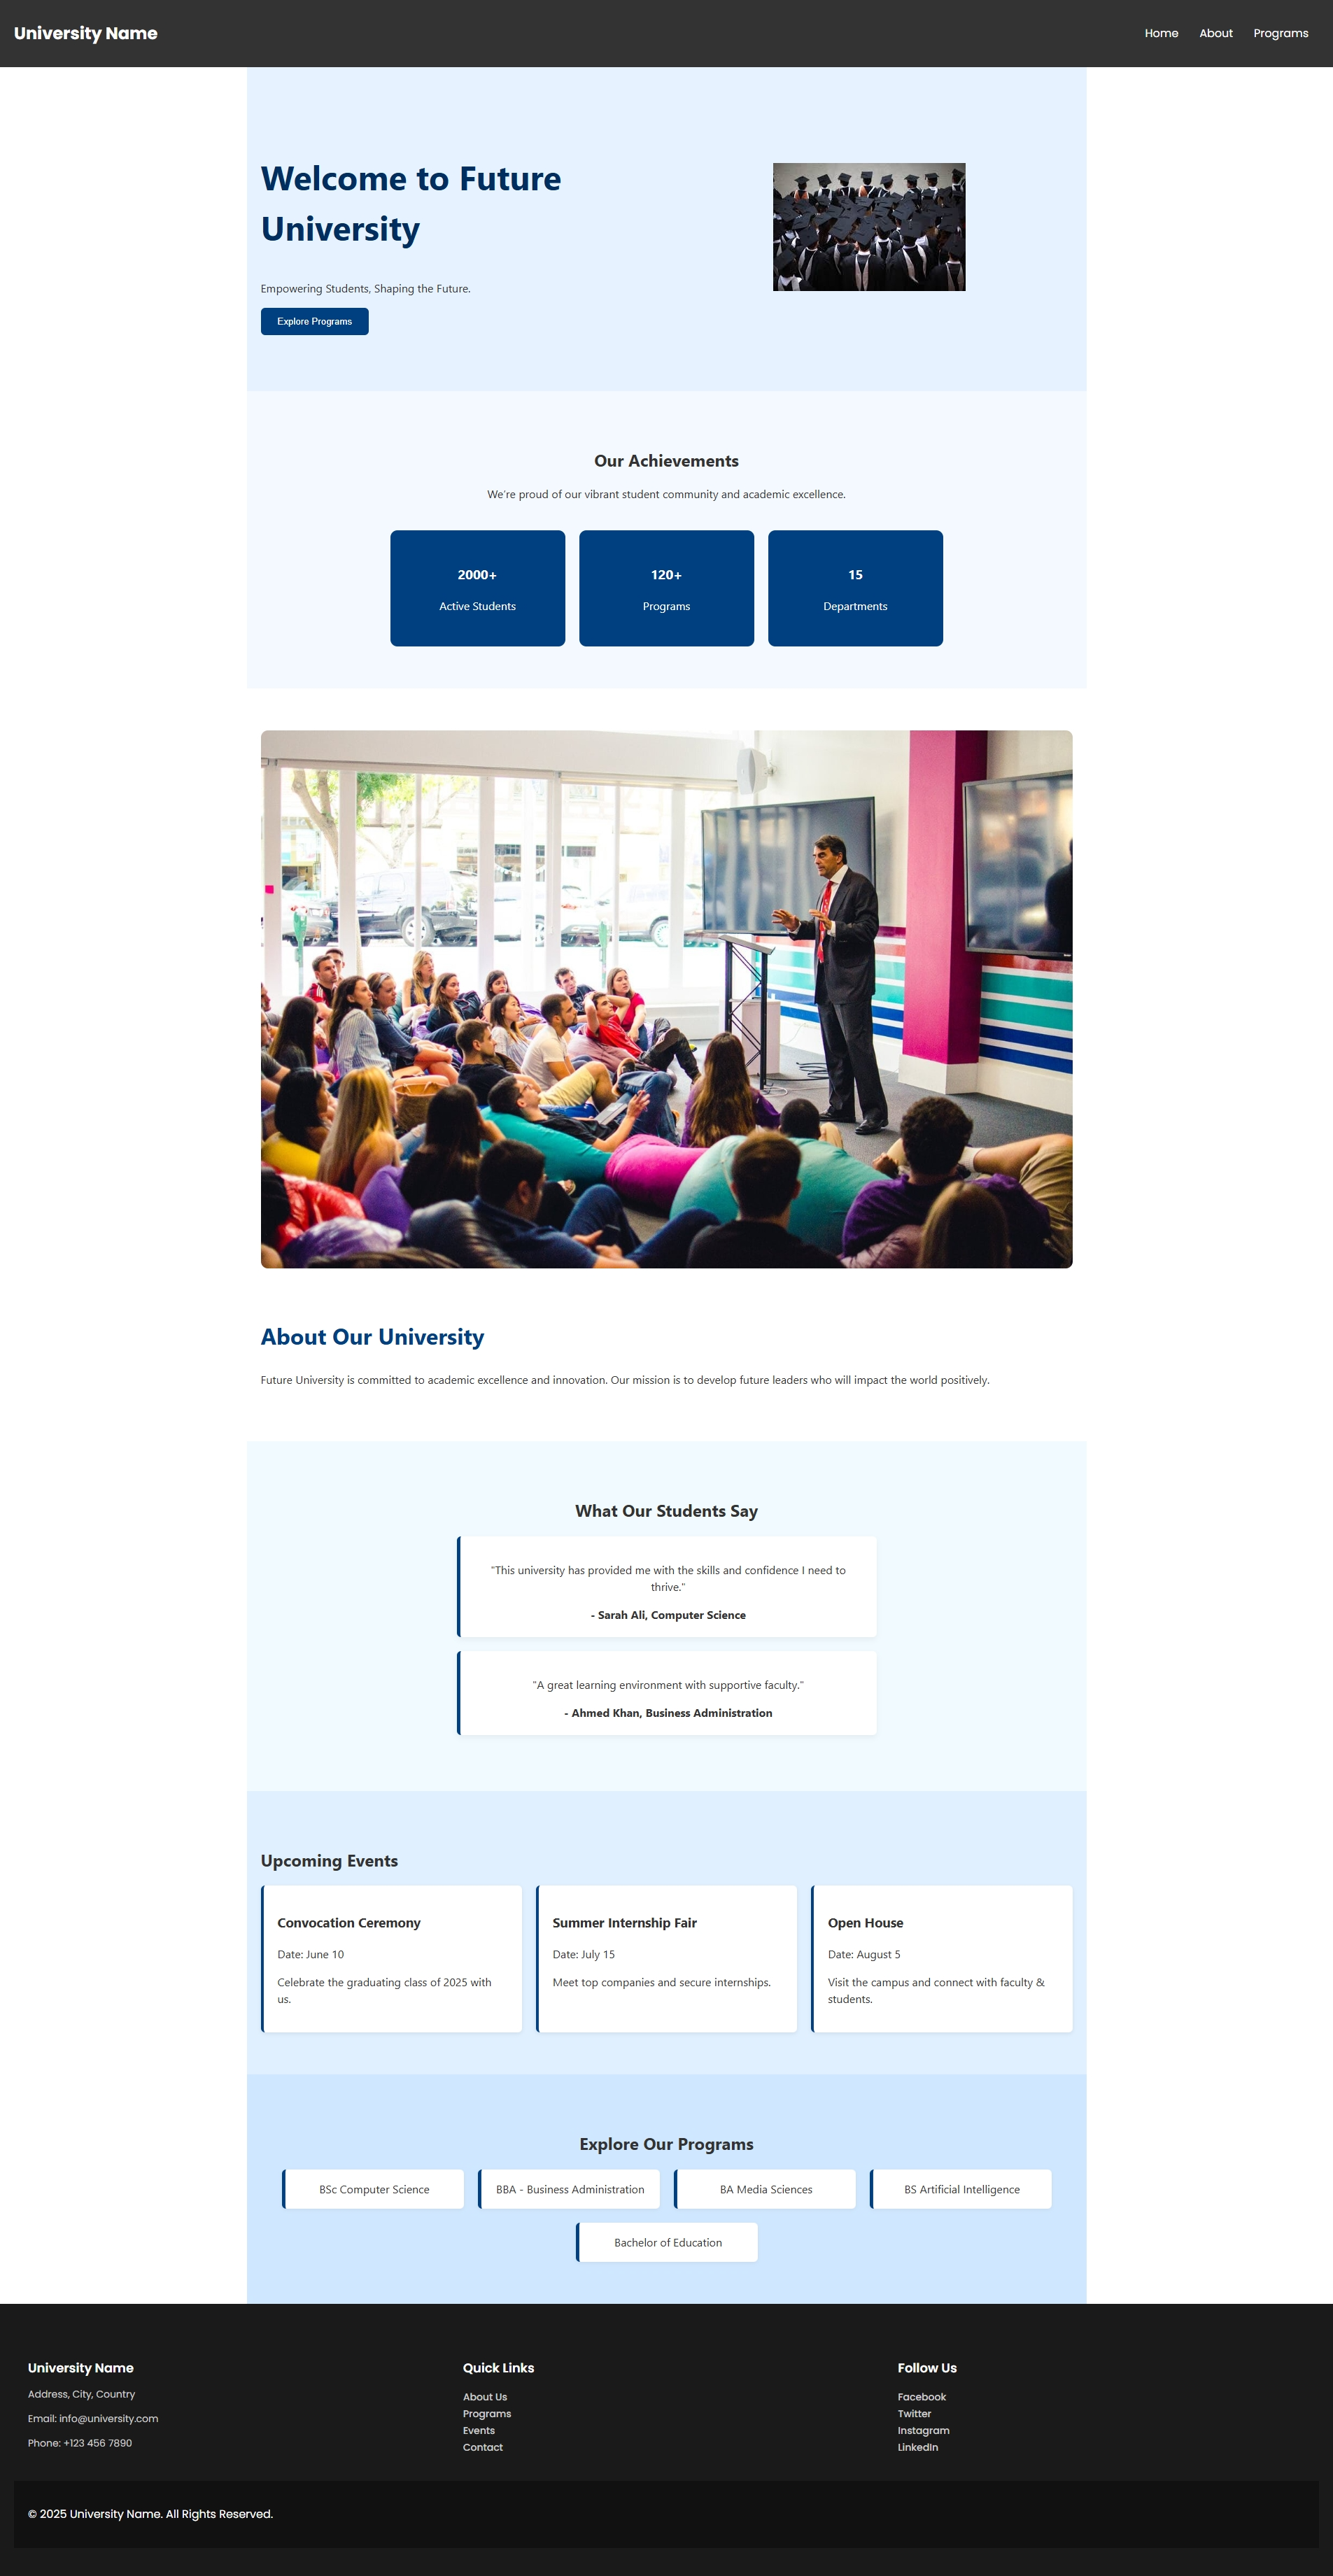 University Name
Home About Programs
Welcome to Future
University
Empowering Students, Shaping the Future.
Explore Programs
Our Achievements
We're proud of our vibrant student community and academic excellence.
2000+
Active Students
120+
Programs
15
Departments
About Our University
Future University is committed to academic excellence and innovation. Our mission is to develop future leaders who will impact the world positively.
What Our Students Say
"This university has provided me with the skills and confidence I need to
thrive."
- Sarah Ali, Computer Science
"A great learning environment with supportive faculty."
- Ahmed Khan, Business Administration
Upcoming Events
Convocation Ceremony
Date: June 10
Celebrate the graduating class of 2025 with
us.
Summer Internship Fair
Date: July 15
Meet top companies and secure internships.
Open House
Date: August 5
Visit the campus and connect with faculty &
students.
Explore Our Programs
BSc Computer Science
BBA - Business Administration
BA Media Sciences
BS Artificial Intelligence
Bachelor of Education
University Name
Address, City, Country
Email: info@university.com
Phone: +123 456 7890
Quick Links
About Us
Programs
Events
Contact
Follow Us
Facebook
Twitter
Instagram
LinkedIn
© 2025 University Name. All Rights Reserved.